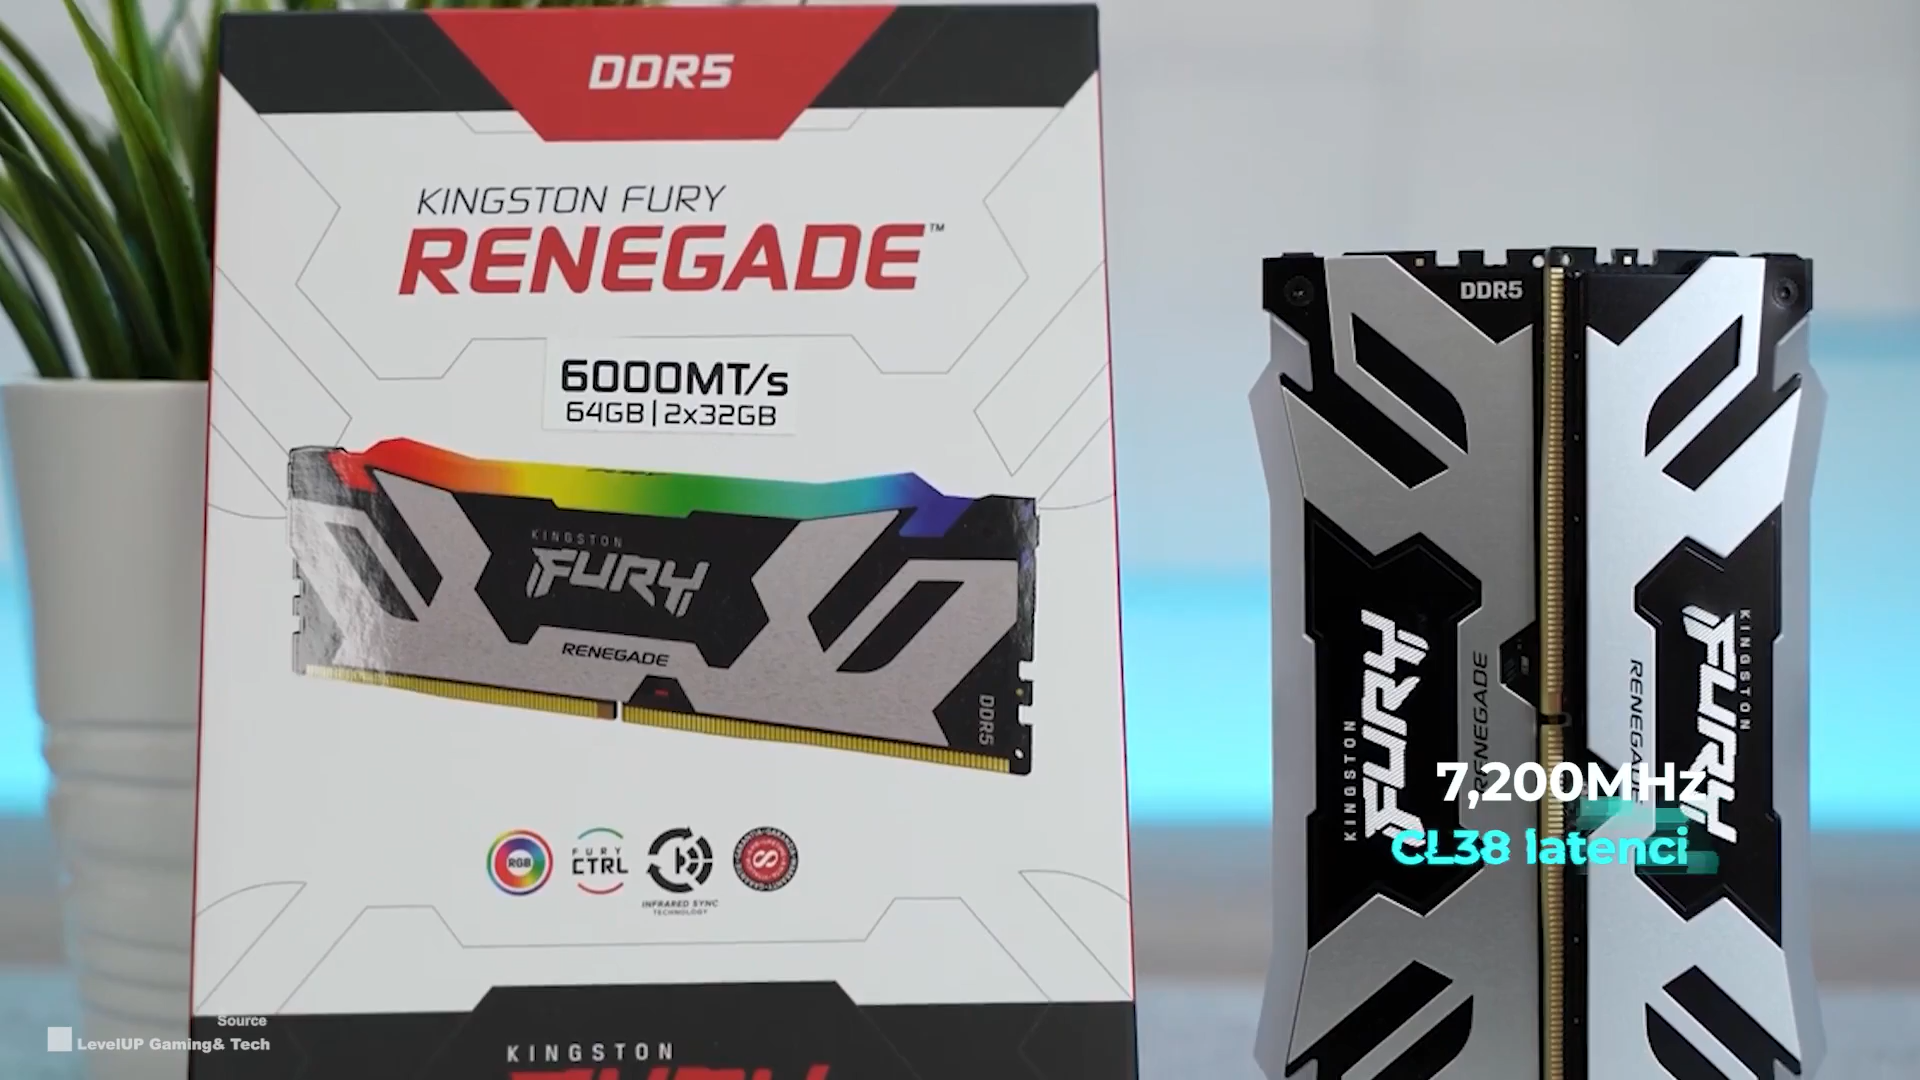 DDR5
KINGSTON FURY
RENEGADE™
6000MT/s
64GB | 2x32GB
KINGSTON
FURY
RENEGADE
DDR5
RGB
FURY
CTRL
INFRARED SYNC
TECHNOLOGY
KINGSTON
DDR5
KINGSTON
FURY
RENEGADE
KINGSTON
FURY
RENEGADE
7,200MHz
CL38 latenci
Source
LevelUP Gaming& Tech